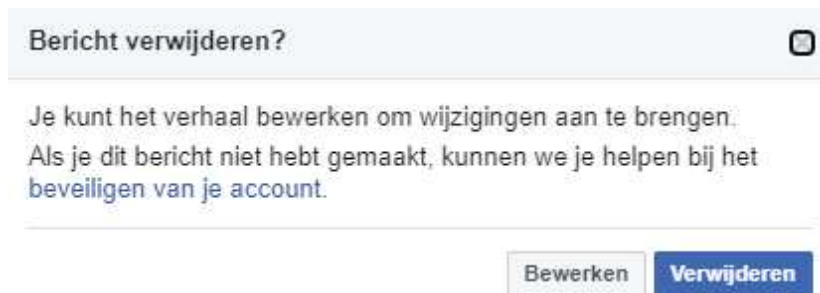 Bericht verwijderen?
Je kunt het verhaal bewerken om wijzigingen aan te brengen.
Als je dit bericht niet hebt gemaakt, kunnen we je helpen bij het
beveiligen van je account.
Bewerken
Verwijderen